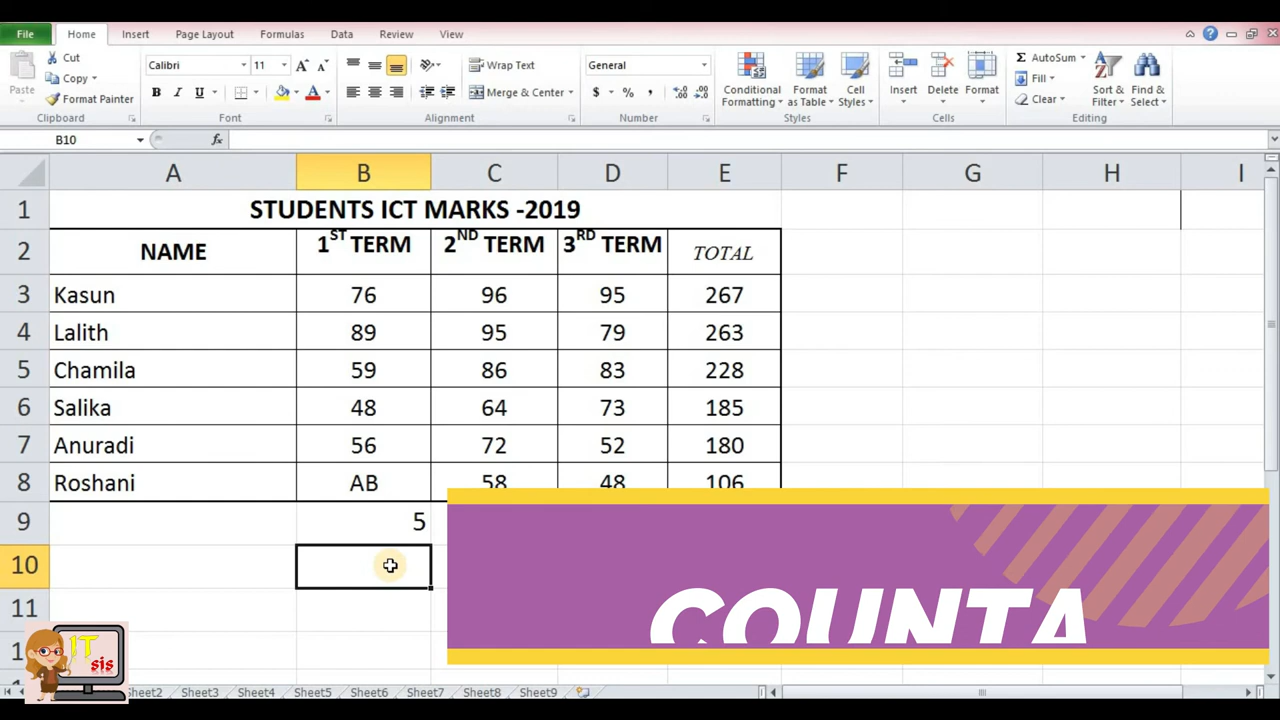 File Home Insert Page Layout Formulas Data Review View
Cut Calibri 11 Wrap Text General AutoSum
Paste Copy Conditional Format Cell Insert Delete Format Fill Sort & Find &
Format Painter B I U Merge & Center $ % , Formatting as Table Styles Clear Filter Select
Clipboard Font Alignment Number Styles Cells Editing
B10 fx
A B C D E F G H I
1 STUDENTS ICT MARKS -2019
2 NAME 1ST TERM 2ND TERM 3RD TERM TOTAL
3 Kasun 76 96 95 267
4 Lalith 89 95 79 263
5 Chamila 59 86 83 228
6 Salika 48 64 73 185
7 Anuradi 56 72 52 180
8 Roshani AB 58 48 106
9 5
10
COUNTA
11
IT
sis
Sheet2 Sheet3 Sheet4 Sheet5 Sheet6 Sheet7 Sheet8 Sheet9